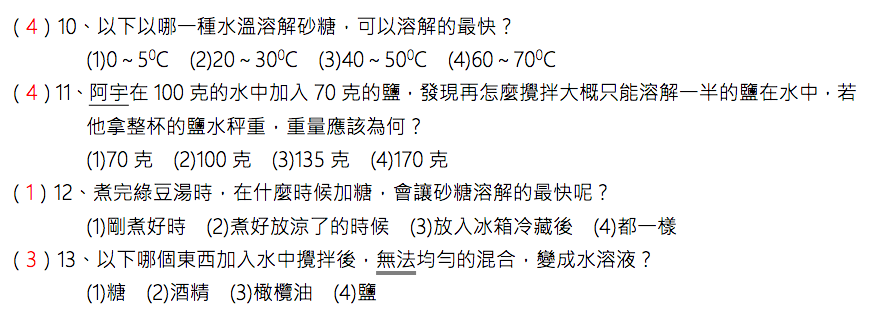 ( 4 ) 10、以下以哪一種水溫溶解砂糖，可以溶解的最快？
(1)0～5⁰C (2)20～30⁰C (3)40～50⁰C (4)60～70⁰C
( 4 ) 11、阿宇在 100 克的水中加入 70 克的鹽，發現再怎麼攪拌大概只能溶解一半的鹽在水中，若
他拿整杯的鹽水秤重，重量應該為何？
(1)70 克 (2)100 克 (3)135 克 (4)170 克
( 1 ) 12、煮完綠豆湯時，在什麼時候加糖，會讓砂糖溶解的最快呢？
(1)剛煮好時 (2)煮好放涼了的時候 (3)放入冰箱冷藏後 (4)都一樣
( 3 ) 13、以下哪個東西加入水中攪拌後，無法均勻的混合，變成水溶液？
(1)糖 (2)酒精 (3)橄欖油 (4)鹽